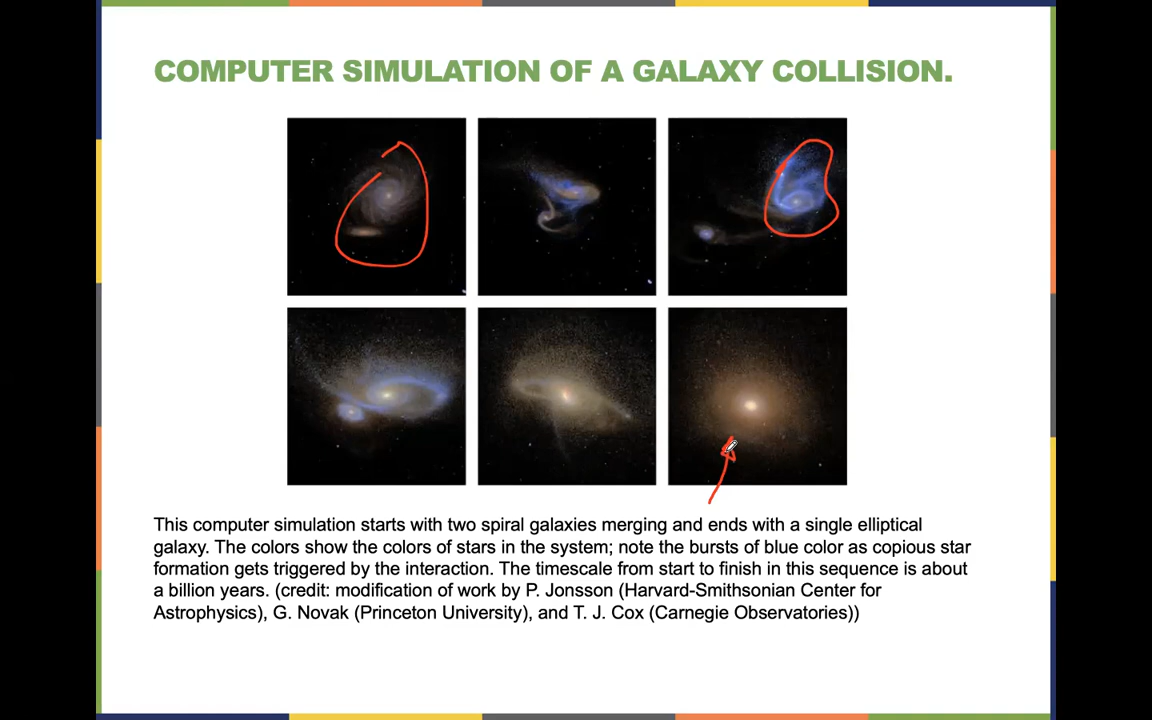 COMPUTER SIMULATION OF A GALAXY COLLISION.
This computer simulation starts with two spiral galaxies merging and ends with a single elliptical
galaxy. The colors show the colors of stars in the system; note the bursts of blue color as copious star
formation gets triggered by the interaction. The timescale from start to finish in this sequence is about
a billion years. (credit: modification of work by P. Jonsson (Harvard-Smithsonian Center for
Astrophysics), G. Novak (Princeton University), and T. J. Cox (Carnegie Observatories))